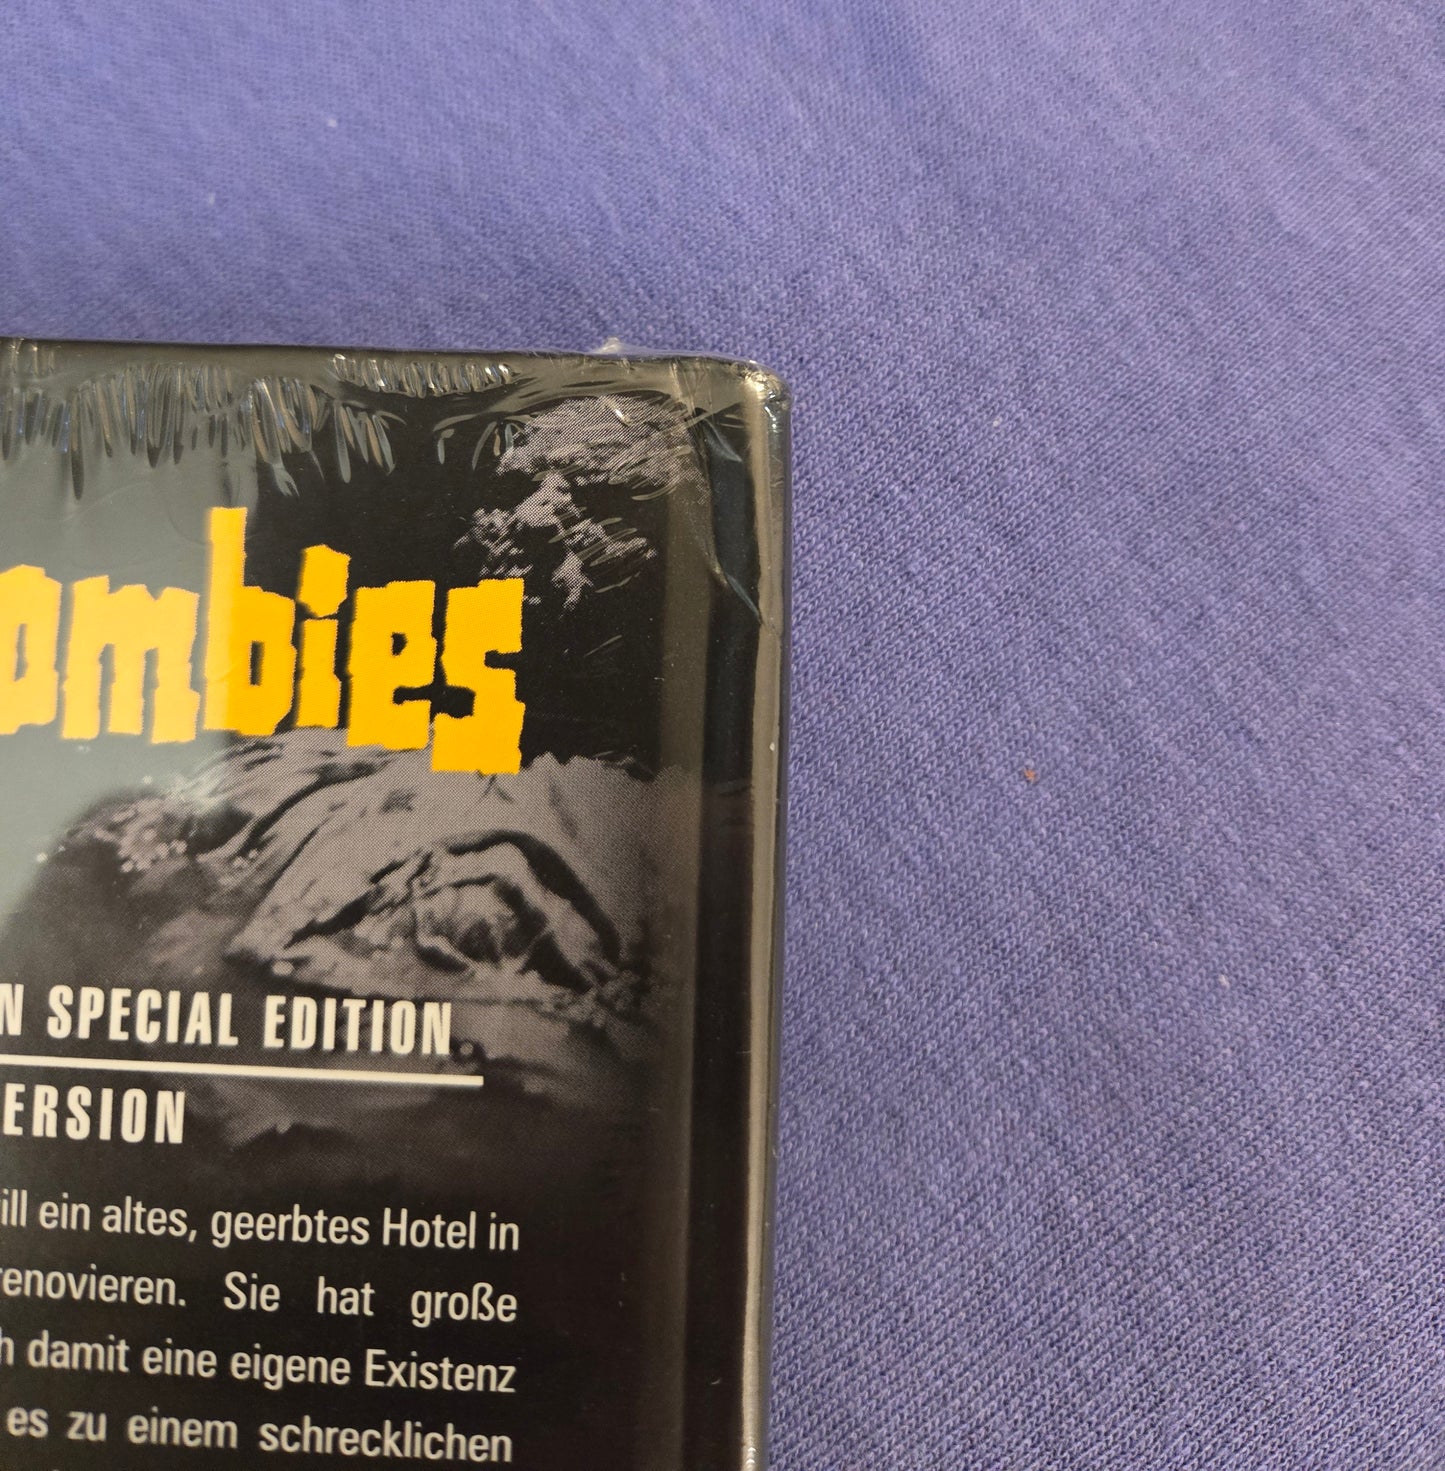 ombies
N SPECIAL EDITION
ERSION
ill ein altes, geerbtes Hotel in
renovieren. Sie hat große
h damit eine eigene Existenz
es zu einem schrecklichen